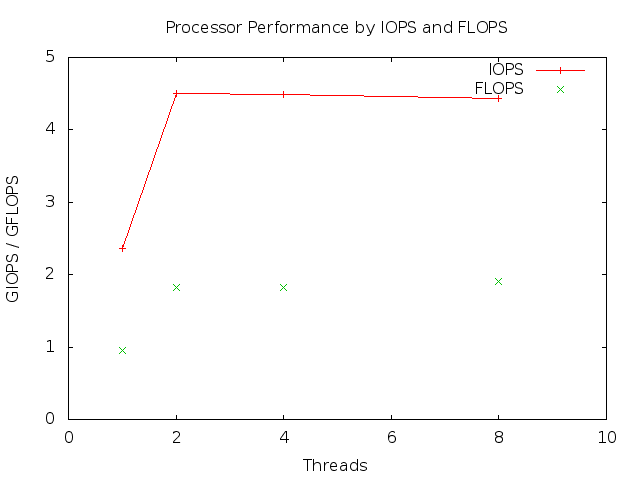 Processor Performance by IOPS and FLOPS
5
IOPS
FLOPS
4
3
2
1
0
GIOPS / GFLOPS
0 2 4 6 8 10
Threads